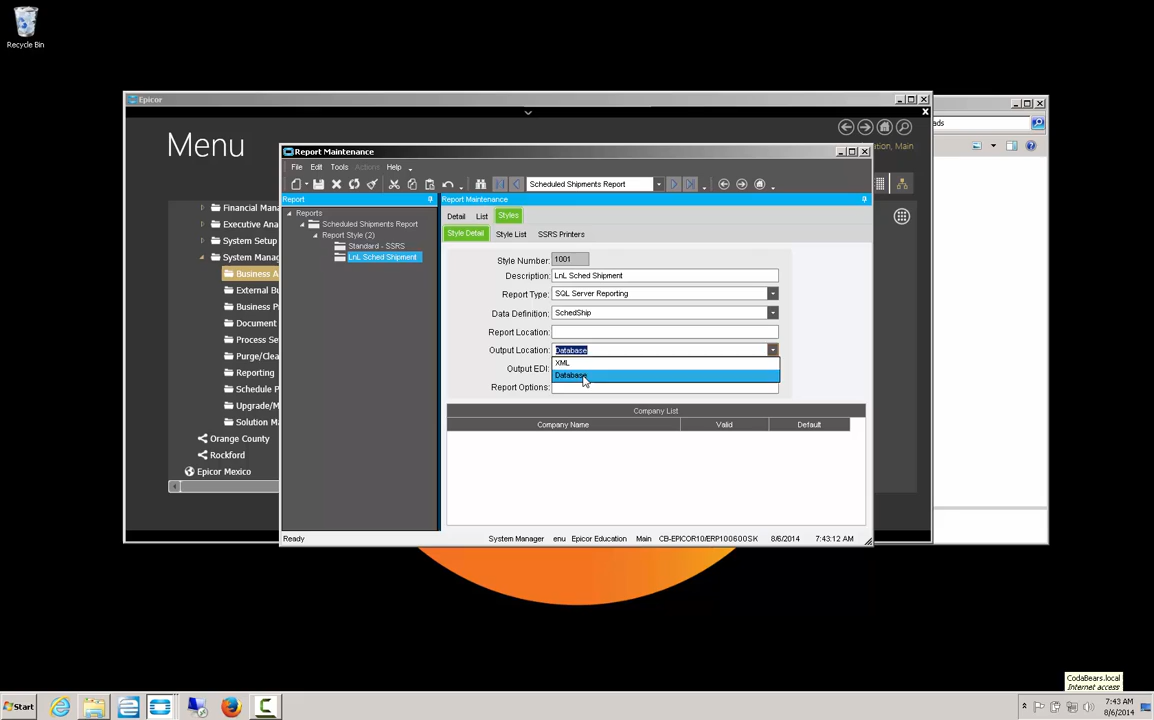 Recycle Bin
Epicor
Menu
ads
ation, Main
Financial Mana
Executive Ana
System Setup
System Manag
Business A
External Bu
Business P
Document
Process Se
Purge/Clea
Reporting
Schedule P
Upgrade/M
Solution Ma
Orange County
Rockford
Epicor Mexico
Report Maintenance
File Edit Tools Actions Help
Scheduled Shipments Report
Report
Reports
Scheduled Shipments Report
Report Style (2)
Standard - SSRS
LnL Sched Shipment
Report Maintenance
Detail List Styles
Style Detail Style List SSRS Printers
Style Number: 1001
Description: LnL Sched Shipment
Report Type: SQL Server Reporting
Data Definition: SchedShip
Report Location:
Output Location: Database
XML
Output EDI: Database
Report Options:
Company List
Company Name Valid Default
Ready System Manager enu Epicor Education Main CB-EPICOR10/ERP100600SK 8/6/2014 7:43:12 AM
CodaBears.local
Internet access
Start
7:43 AM
8/6/2014